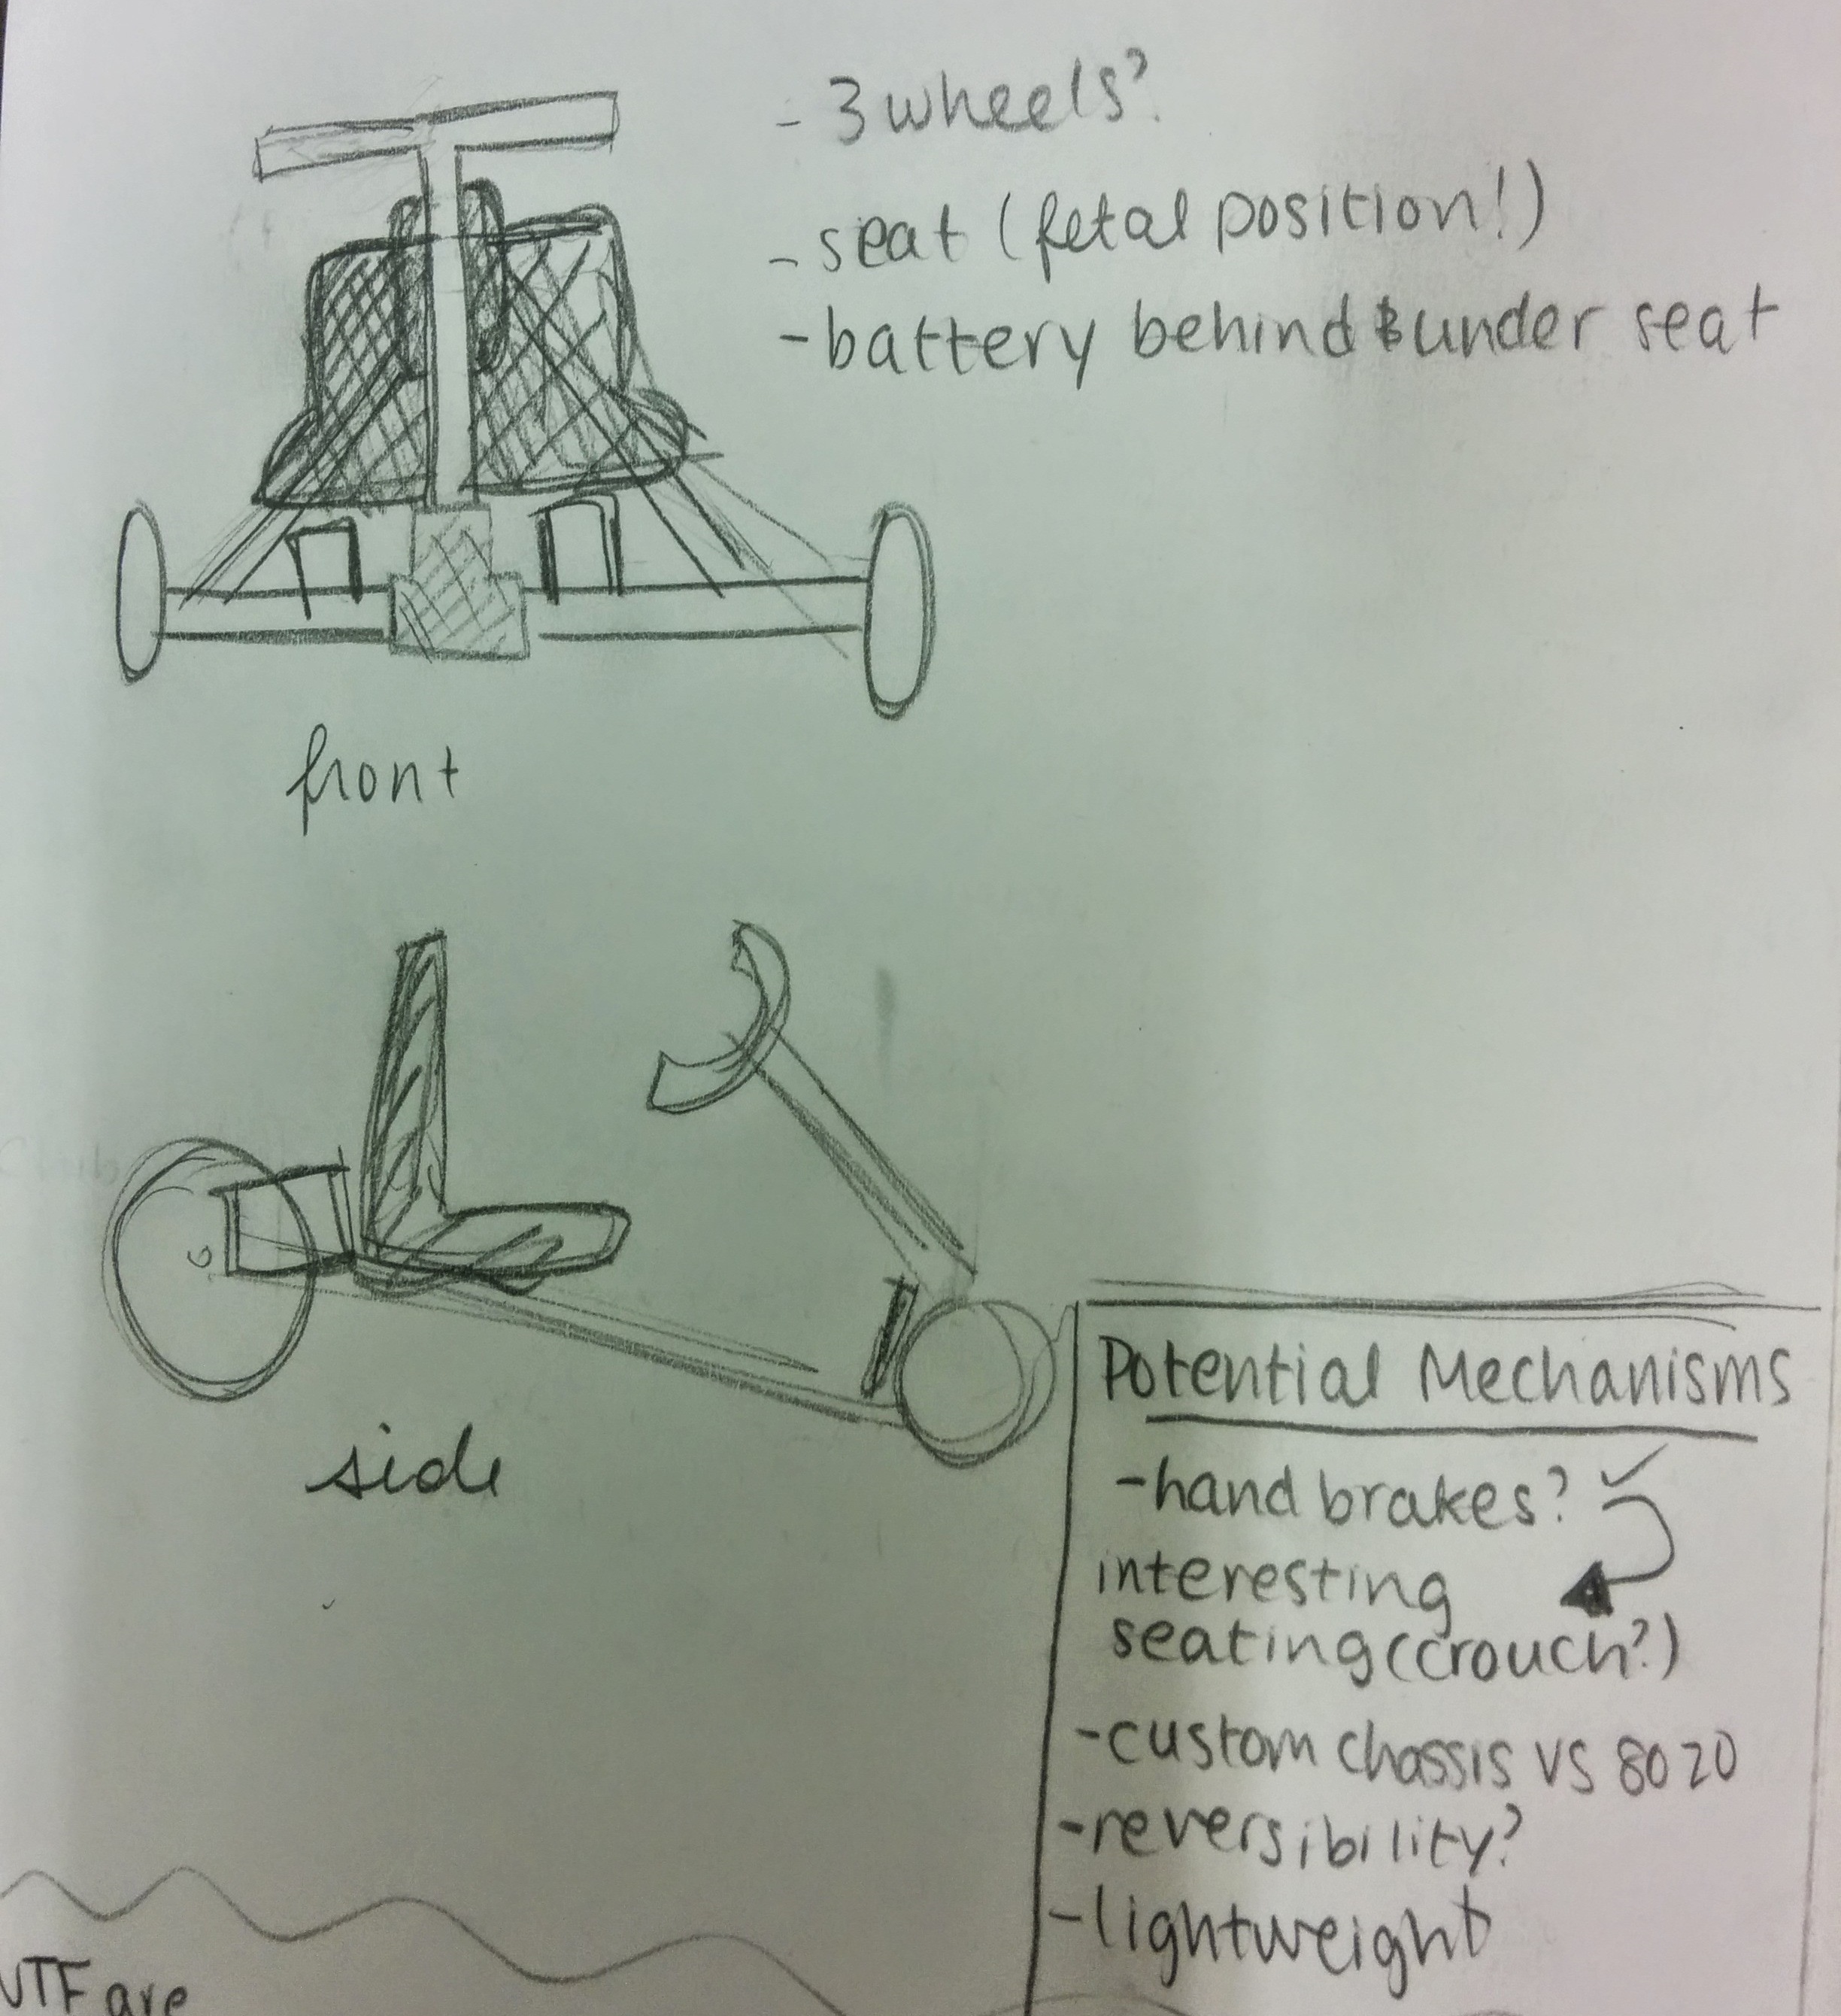 - 3 wheels?
- seat (fetal position!)
- battery behind & under seat
front
side
Potential Mechanisms
- hand brakes? ✓
interesting
seating (crouch?)
- custom chassis vs 8020
- reversibility?
- lightweight
WTF are